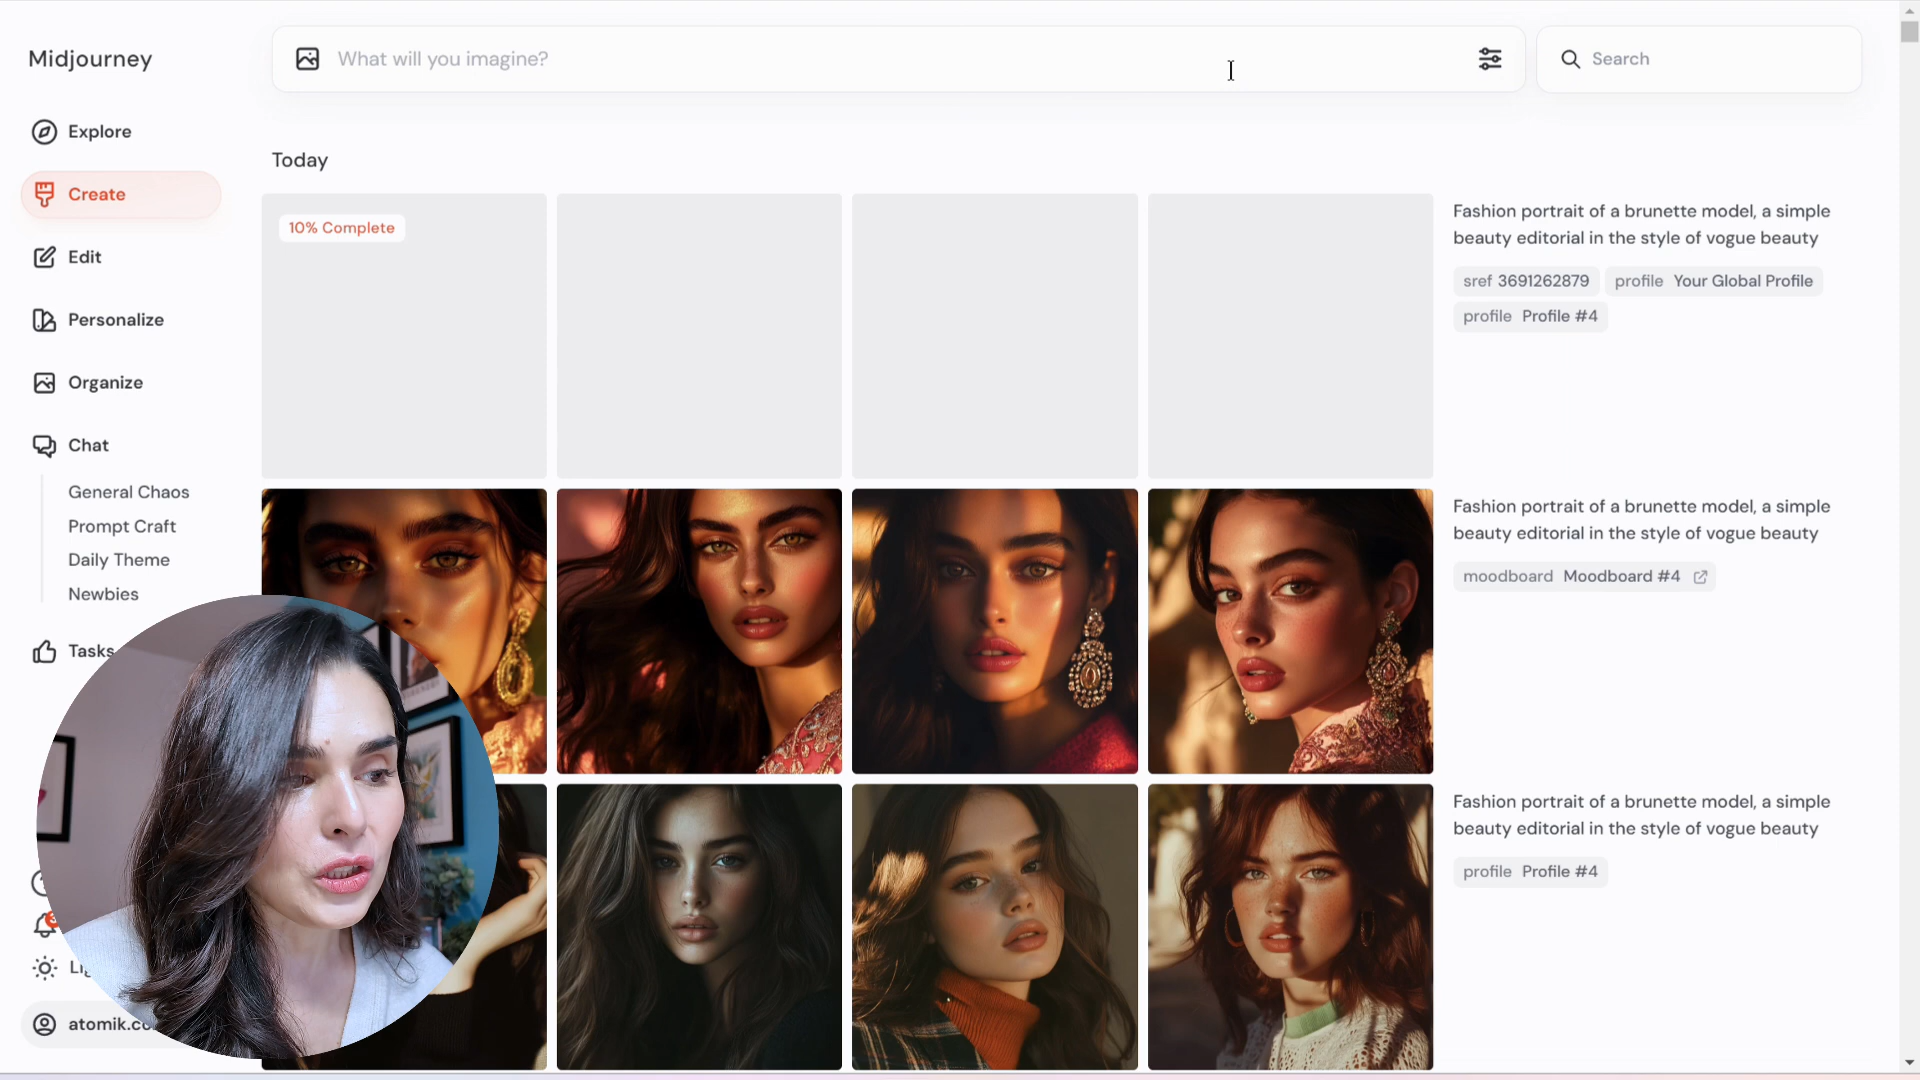 Midjourney
What will you imagine?
Search
Explore
Create
Edit
Personalize
Organize
Chat
General Chaos
Prompt Craft
Daily Theme
Newbies
Tasks
atomik.co
Today
10% Complete
Fashion portrait of a brunette model, a simple
beauty editorial in the style of vogue beauty
sref 3691262879 profile Your Global Profile
profile Profile #4
Fashion portrait of a brunette model, a simple
beauty editorial in the style of vogue beauty
moodboard Moodboard #4
Fashion portrait of a brunette model, a simple
beauty editorial in the style of vogue beauty
profile Profile #4